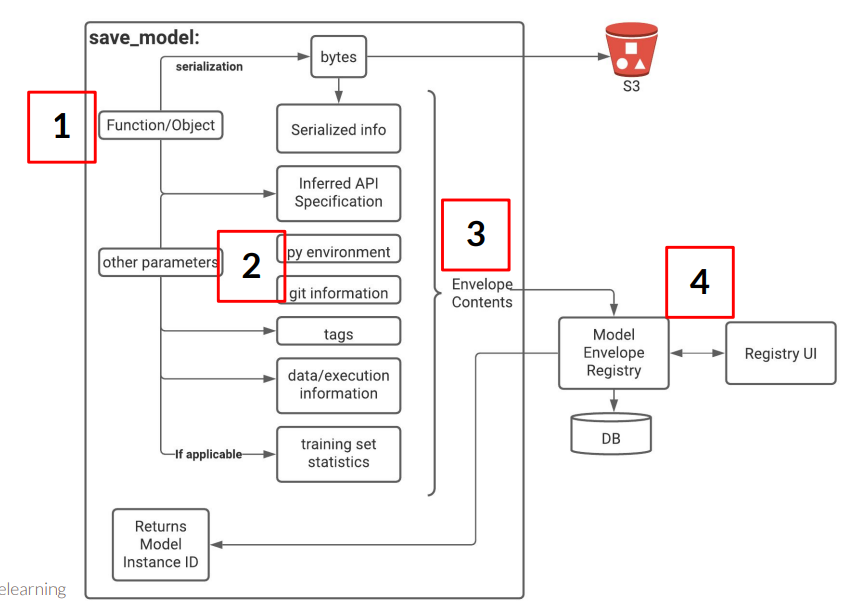 save_model:
serialization
bytes
S3
1
Function/Object
Serialized info
Inferred API
Specification
3
other parameters
2
py environment
git information
Envelope
Contents
4
tags
Model
Envelope
Registry
Registry UI
data/execution
information
DB
If applicable
training set
statistics
Returns
Model
Instance ID
elearning